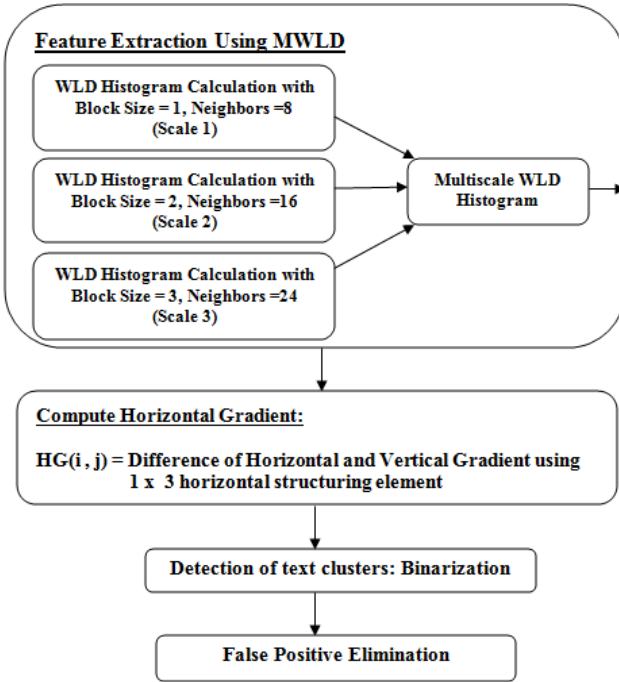 Feature Extraction Using MWLD
WLD Histogram Calculation with
Block Size = 1, Neighbors =8
(Scale 1)
WLD Histogram Calculation with
Block Size = 2, Neighbors =16
(Scale 2)
WLD Histogram Calculation with
Block Size = 3, Neighbors =24
(Scale 3)
Multiscale WLD
Histogram
Compute Horizontal Gradient:
HG(i , j) = Difference of Horizontal and Vertical Gradient using
1 x 3 horizontal structuring element
Detection of text clusters: Binarization
False Positive Elimination